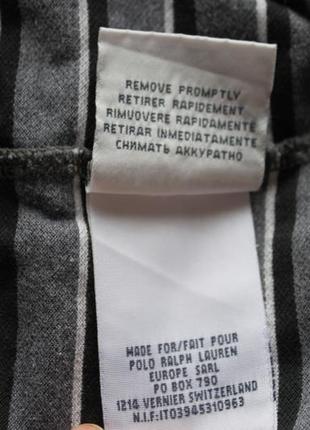 REMOVE PROMPTLY
RETIRER RAPIDEMENT
RIMUOVERE RAPIDAMENTE
RETIRAR INMEDIATAMENTE
СНИМАТЬ АККУРАТНО
MADE FOR/FAIT POUR
POLO RALPH LAUREN
EUROPE SARL
PO BOX 790
1214 VERNIER SWITZERLAND
N.I.F:IT03945310963